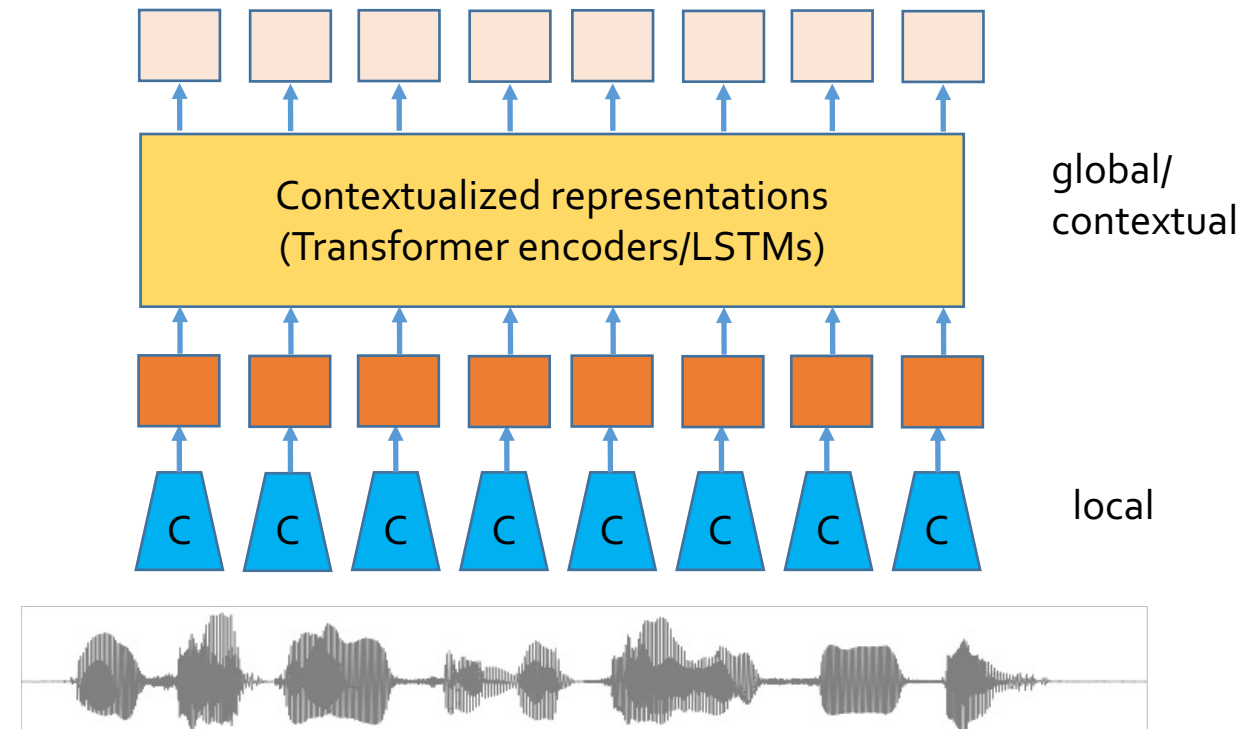 Contextualized representations
(Transformer encoders/LSTMs)
global/
contextual
C C C C C C C C
local